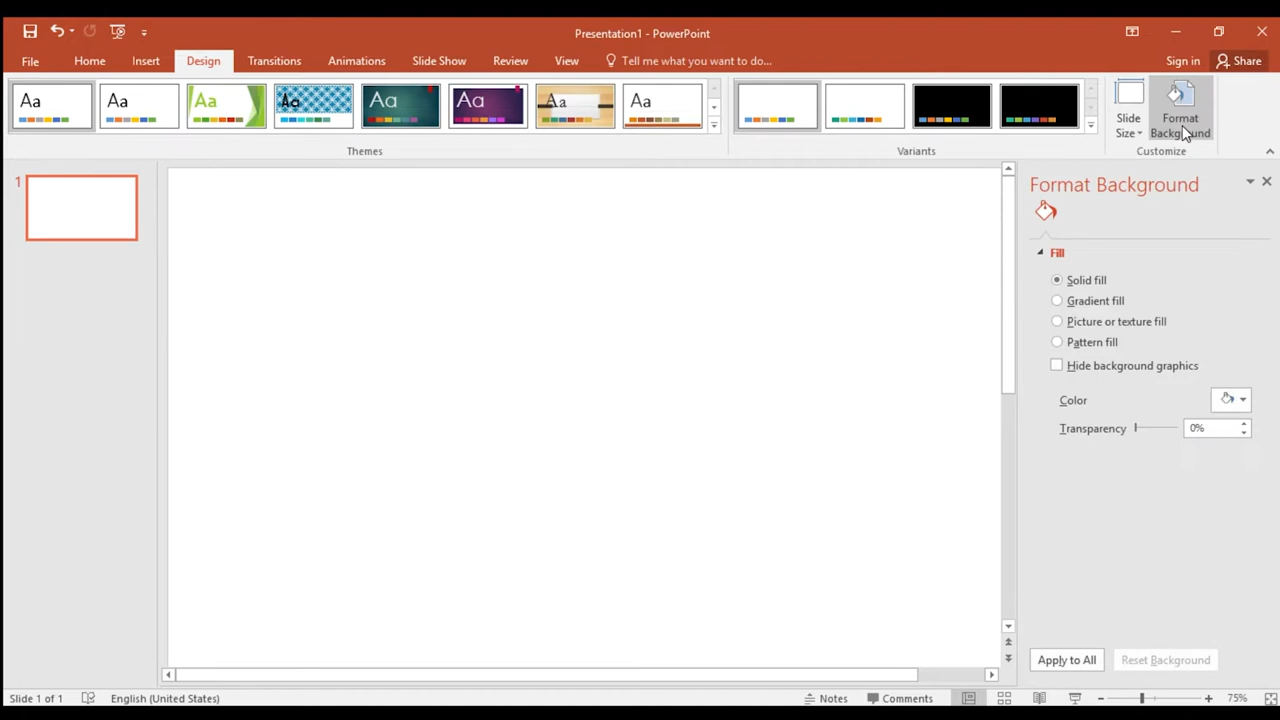 Presentation1 - PowerPoint
File Home Insert Design Transitions Animations Slide Show Review View Tell me what you want to do... Sign in Share
Aa Aa Aa Aa Aa Aa Aa Aa
Slide Size
Format Background
Themes Variants Customize
1
Format Background
Fill
Solid fill
Gradient fill
Picture or texture fill
Pattern fill
Hide background graphics
Color
Transparency 0%
Apply to All Reset Background
Slide 1 of 1 English (United States) Notes Comments 75%